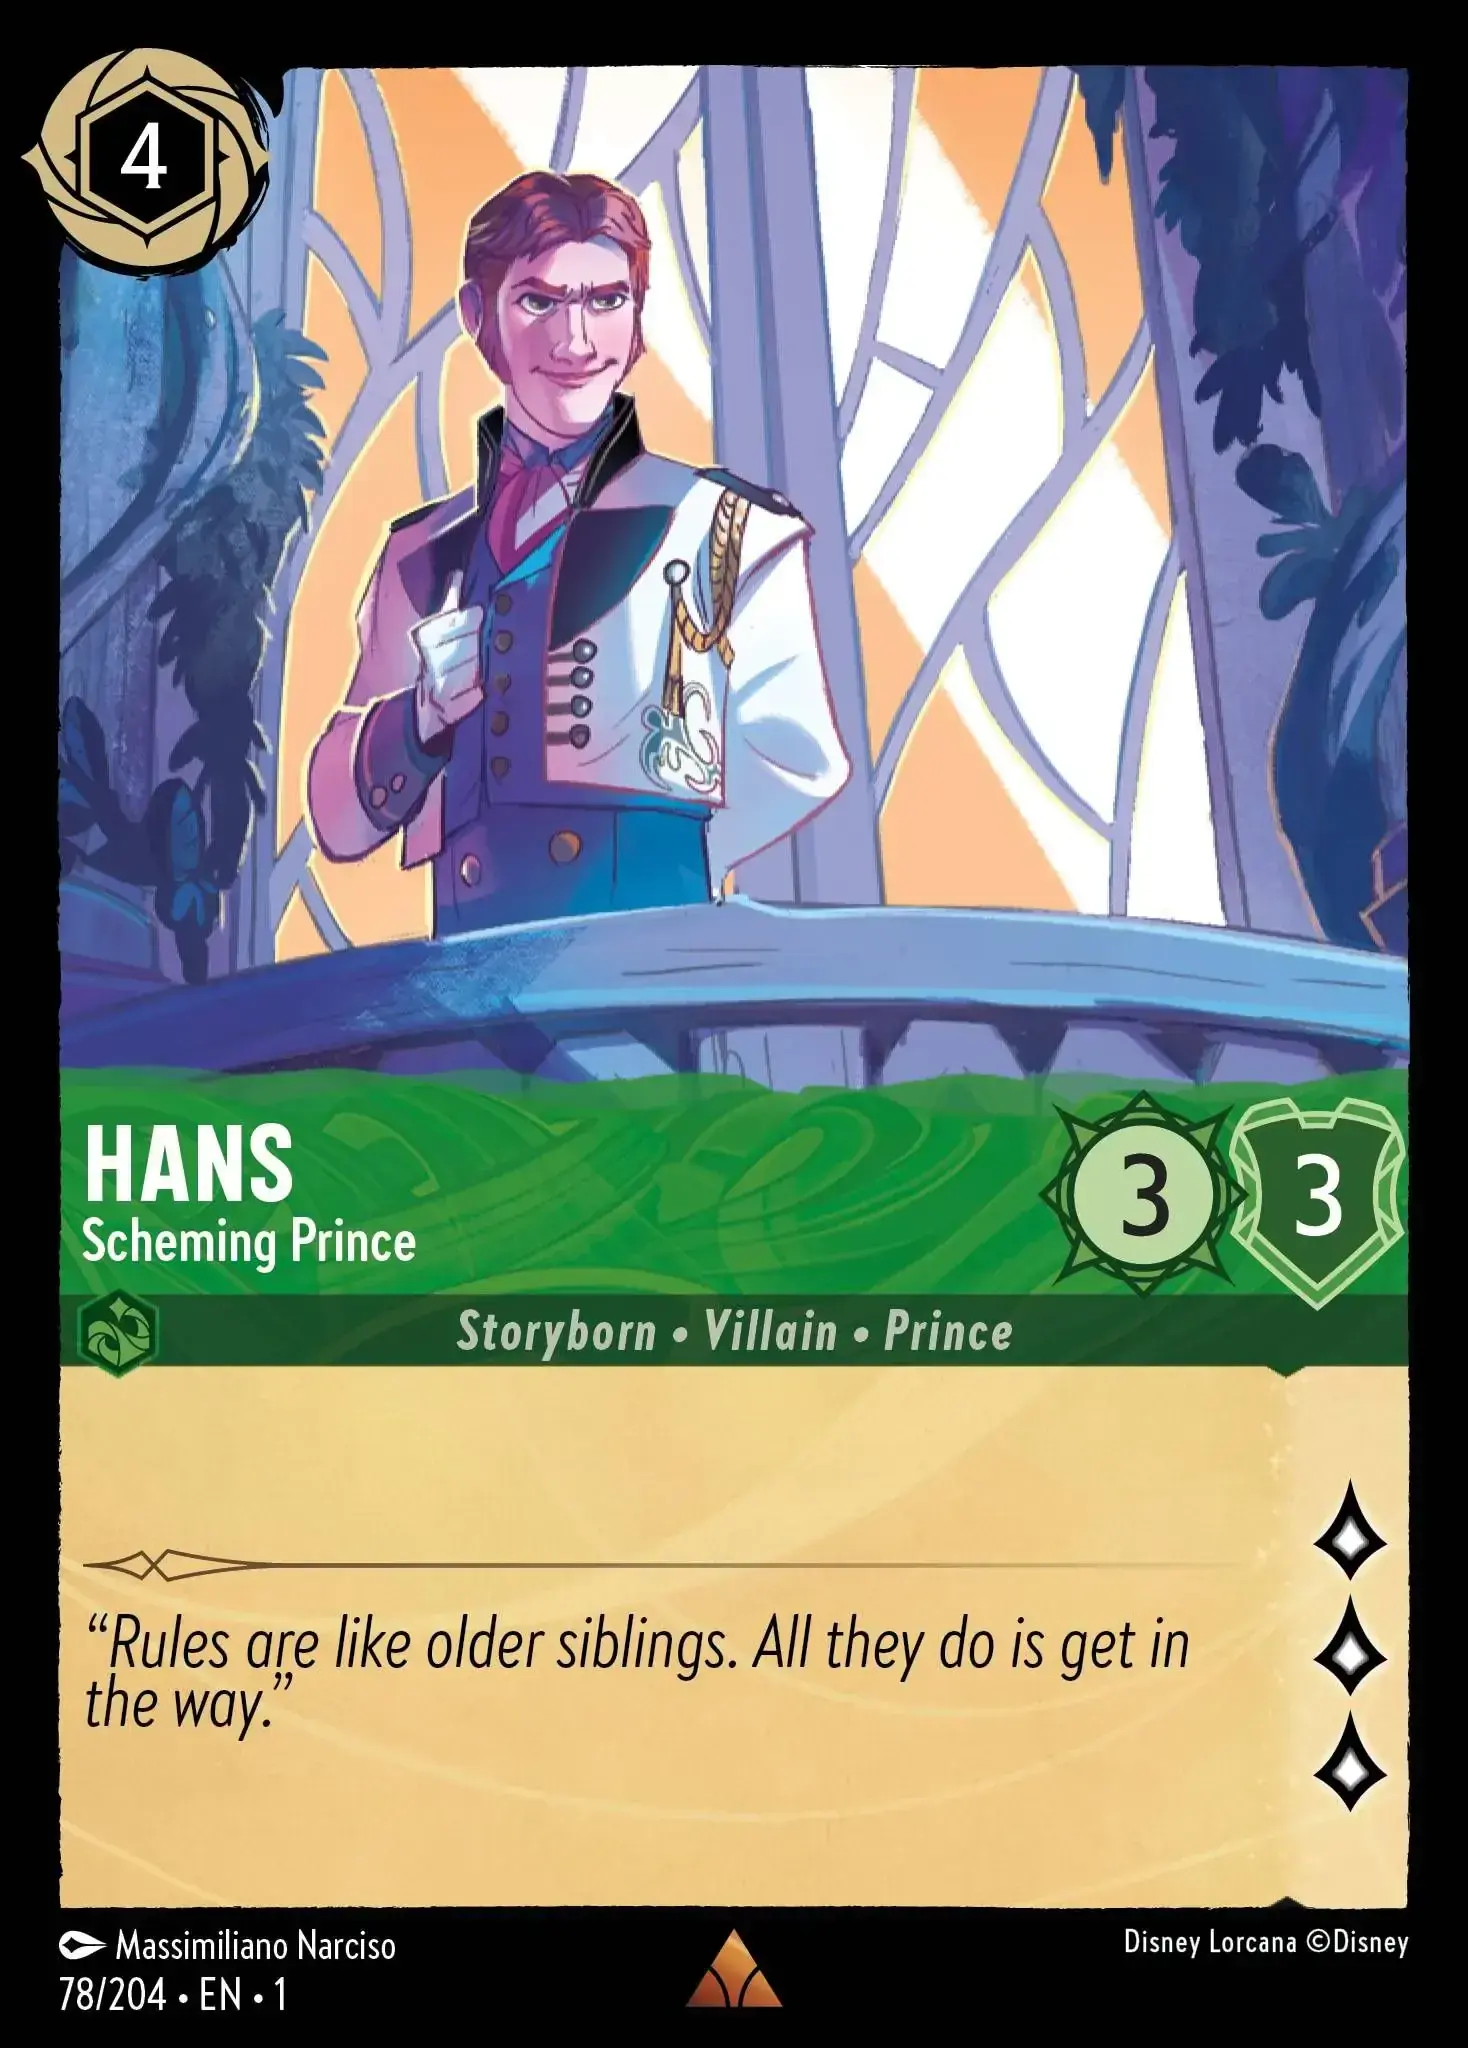 4
HANS
Scheming Prince
3
3
Storyborn • Villain • Prince
“Rules are like older siblings. All they do is get in
the way.”
Massimiliano Narciso
Disney Lorcana ©Disney
78/204 • EN • 1